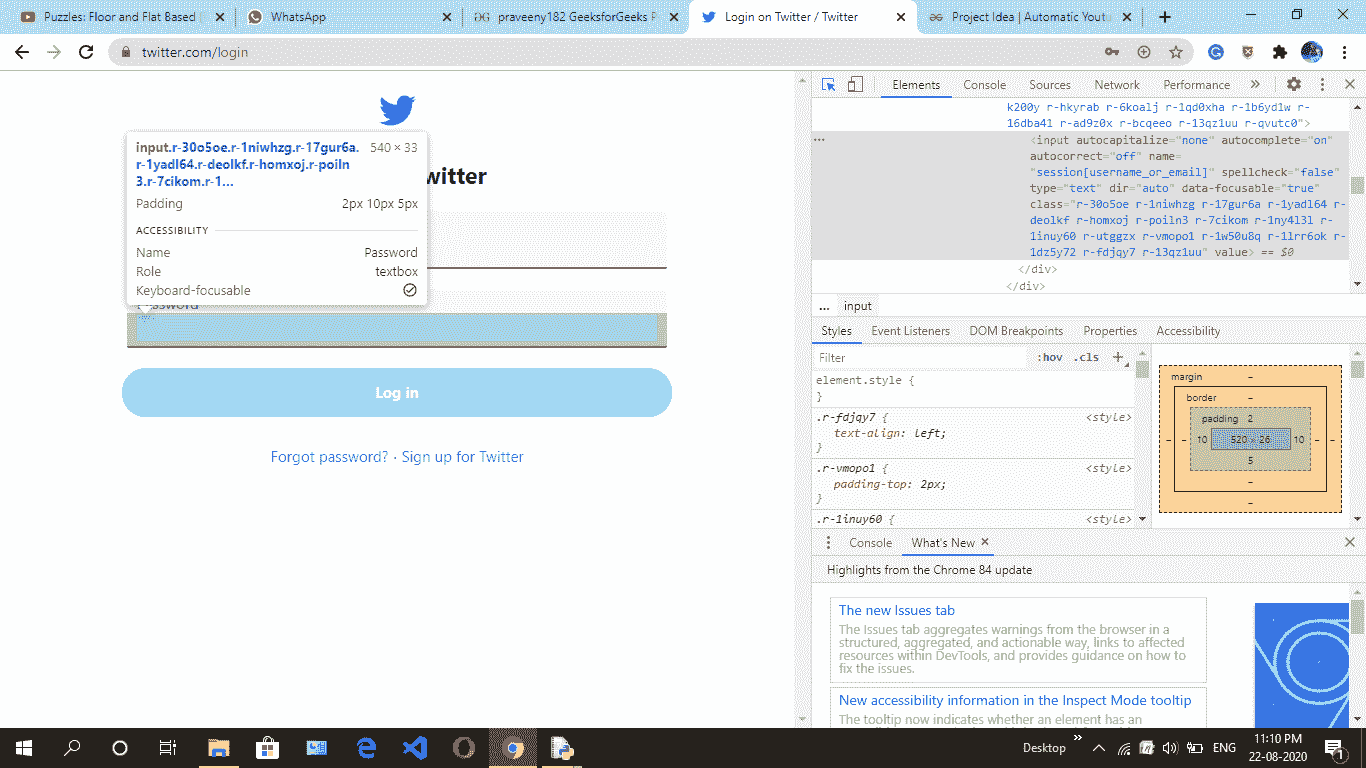 Puzzles: Floor and Flat Based
WhatsApp
praveeny182 GeeksforGeeks P
Login on Twitter / Twitter
Project Idea | Automatic Youtu
twitter.com/login
Elements Console Sources Network Performance
k200y r-hkyrab r-6koalj r-1qd0xha r-1b6yd1w r-
16dba41 r-ad9z0x r-bcqeeo r-13qz1uu r-qvutc0">
<input autocapitalize="none" autocomplete="on"
autocorrect="off" name=
"session[username_or_email]" spellcheck="false"
type="text" dir="auto" data-focusable="true"
class="r-30o5oe r-1niwhzg r-17gur6a r-1yadl64 r-
deolkf r-homxoj r-poiln3 r-7cikom r-1ny4l3l r-
1inuy60 r-utggzx r-vmopo1 r-1w50u8q r-1lrr6ok r-
1dz5y72 r-fdjqy7 r-13qz1uu" value> == $0
</div>
</div>
... input
Styles Event Listeners DOM Breakpoints Properties Accessibility
Filter :hov .cls +
element.style {
}
.r-fdjqy7 { <style>
text-align: left;
}
.r-vmopo1 { <style>
padding-top: 2px;
}
.r-1inuy60 { <style>
margin –
border –
padding 2
– – 10 520 × 26 10 – –
5
–
–
Console What's New
Highlights from the Chrome 84 update
The new Issues tab
The Issues tab aggregates warnings from the browser in a
structured, aggregated, and actionable way, links to affected
resources within DevTools, and provides guidance on how to
fix the issues.
New accessibility information in the Inspect Mode tooltip
The tooltip now indicates whether an element has an
witter
input.r-30o5oe.r-1niwhzg.r-17gur6a. 540 × 33
r-1yadl64.r-deolkf.r-homxoj.r-poiln
3.r-7cikom.r-1...
Padding 2px 10px 5px
ACCESSIBILITY
Name Password
Role textbox
Keyboard-focusable
Password
Log in
Forgot password? · Sign up for Twitter
Desktop
ENG
11:10 PM
22-08-2020
1